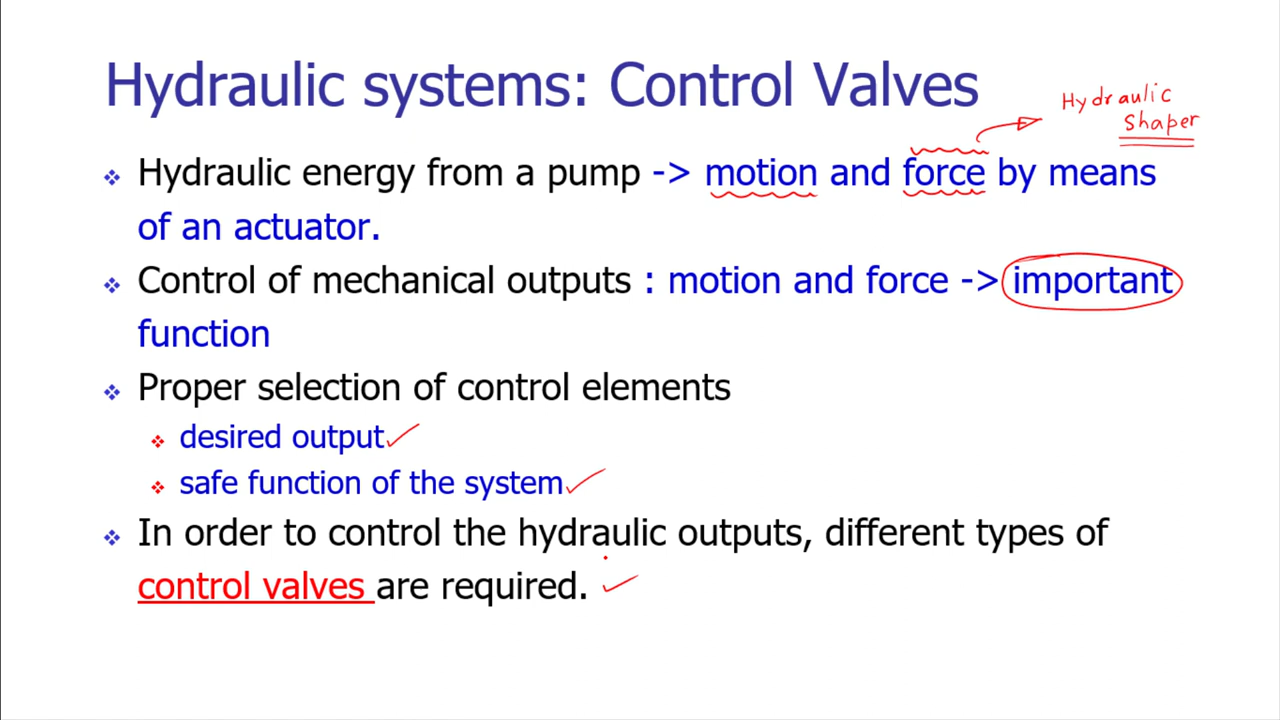 Hydraulic systems: Control Valves
Hydraulic
Shaper
Hydraulic energy from a pump -> motion and force by means
of an actuator.
Control of mechanical outputs : motion and force -> important
function
Proper selection of control elements
desired output
safe function of the system
In order to control the hydraulic outputs, different types of
control valves are required.